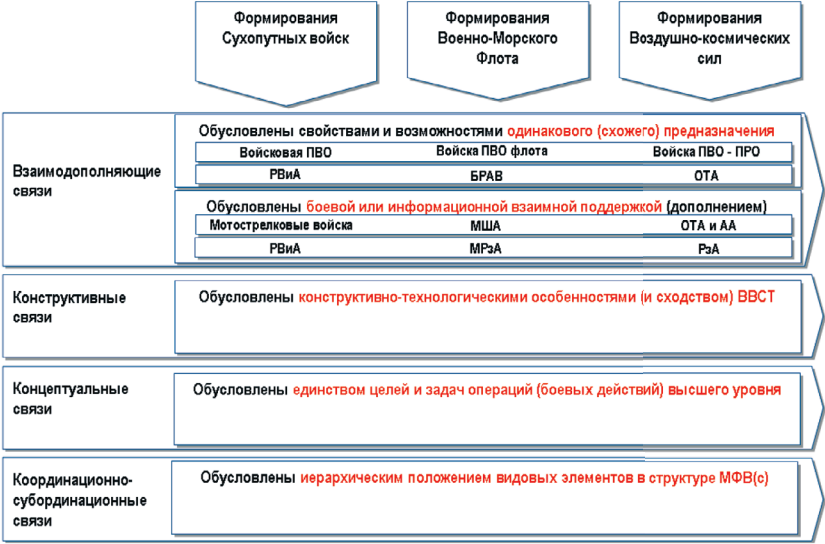 Формирования
Сухопутных войск
Формирования
Военно-Морского
Флота
Формирования
Воздушно-космических
сил
Взаимодополняющие
связи
Обусловлены свойствами и возможностями одинакового (схожего) предназначения
Войсковая ПВО
Войска ПВО флота
Войска ПВО - ПРО
РВиА
БРАВ
ОТА
Обусловлены боевой или информационной взаимной поддержкой (дополнением)
Мотострелковые войска
МША
ОТА и АА
РВиА
МРзА
РзА
Конструктивные
связи
Обусловлены конструктивно-технологическими особенностями (и сходством) ВВСТ
Концептуальные
связи
Обусловлены единством целей и задач операций (боевых действий) высшего уровня
Координационно-
субординационные
связи
Обусловлены иерархическим положением видовых элементов в структуре МФВ(с)